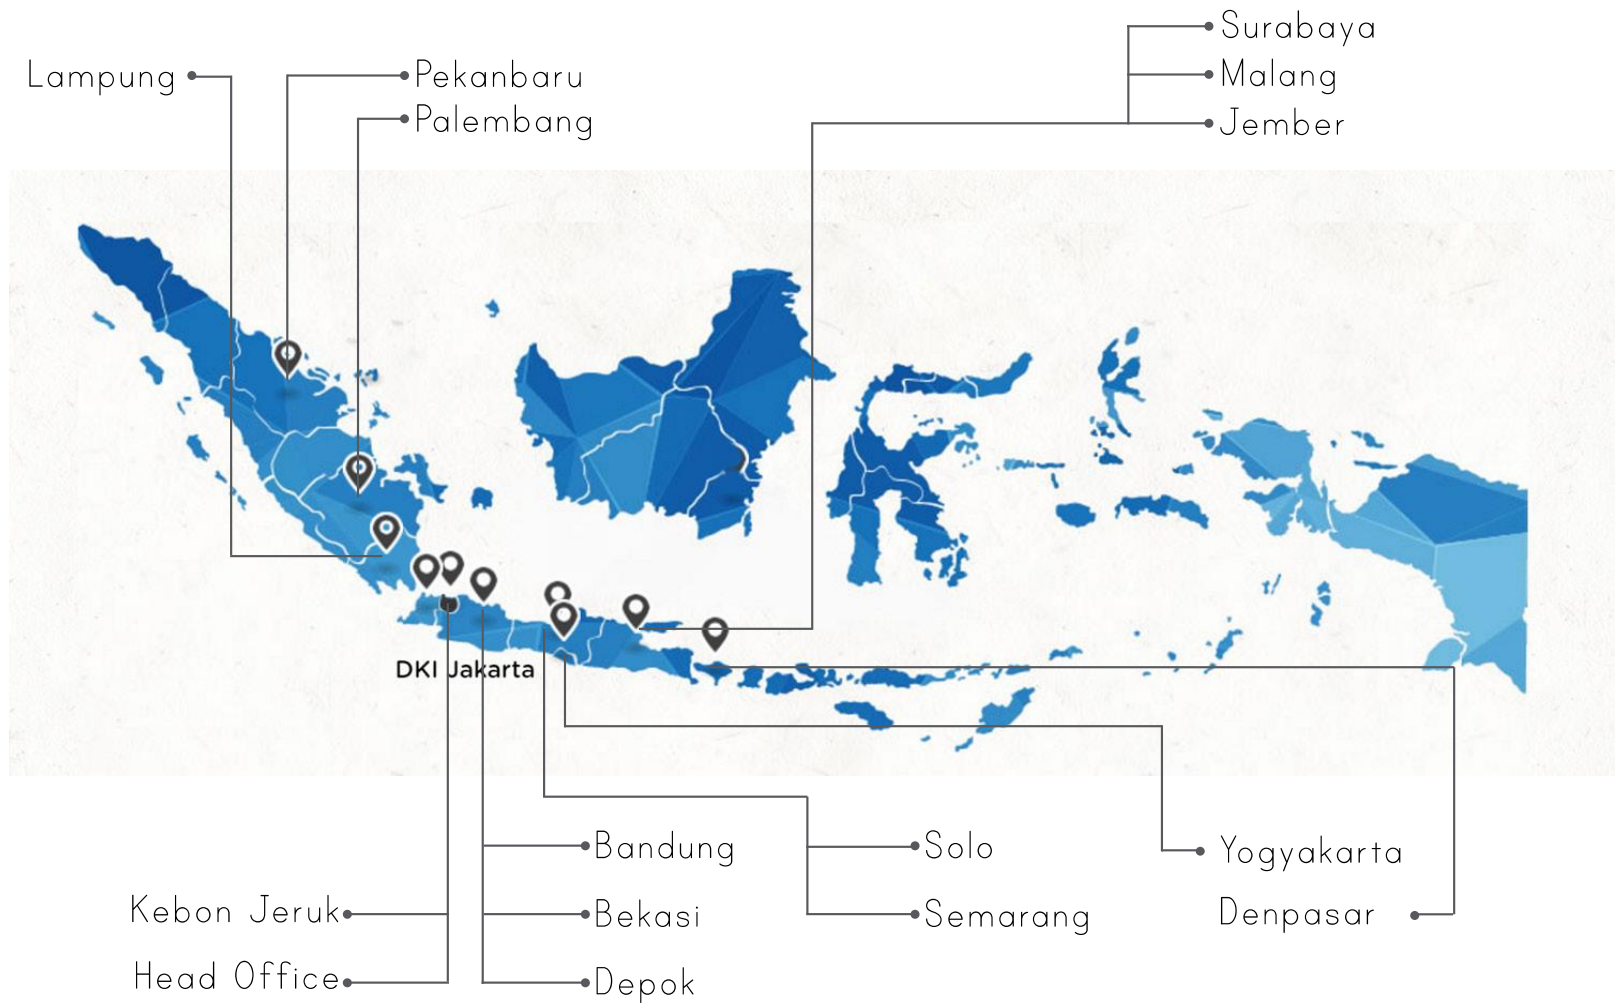 Surabaya
Malang
Jember
Lampung
Pekanbaru
Palembang
DKI Jakarta
Bandung
Bekasi
Depok
Kebon Jeruk
Head Office
Solo
Semarang
Yogyakarta
Denpasar